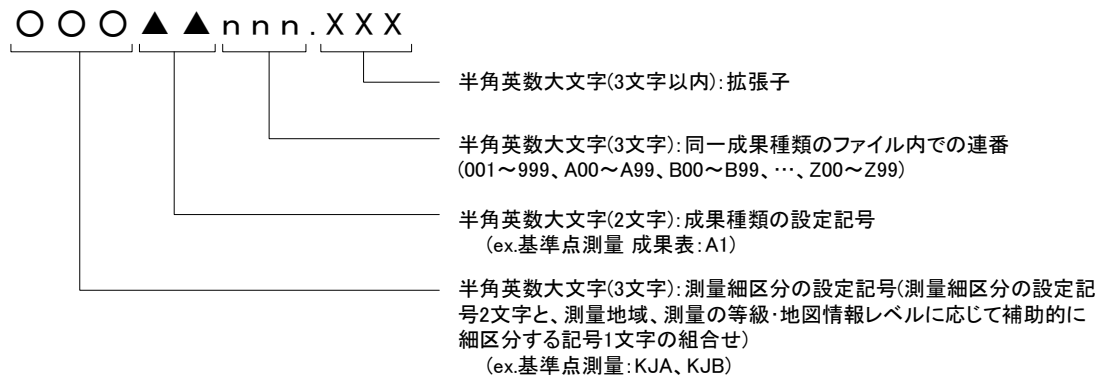 ○○○▲▲nnn.XXX
半角英数大文字(3文字以内):拡張子
半角英数大文字(3文字):同一成果種類のファイル内での連番
(001～999、A00～A99、B00～B99、…、Z00～Z99)
半角英数大文字(2文字):成果種類の設定記号
(ex.基準点測量 成果表:A1)
半角英数大文字(3文字):測量細区分の設定記号(測量細区分の設定記
号2文字と、測量地域、測量の等級・地図情報レベルに応じて補助的に
細区分する記号1文字の組合せ)
(ex.基準点測量:KJA、KJB)